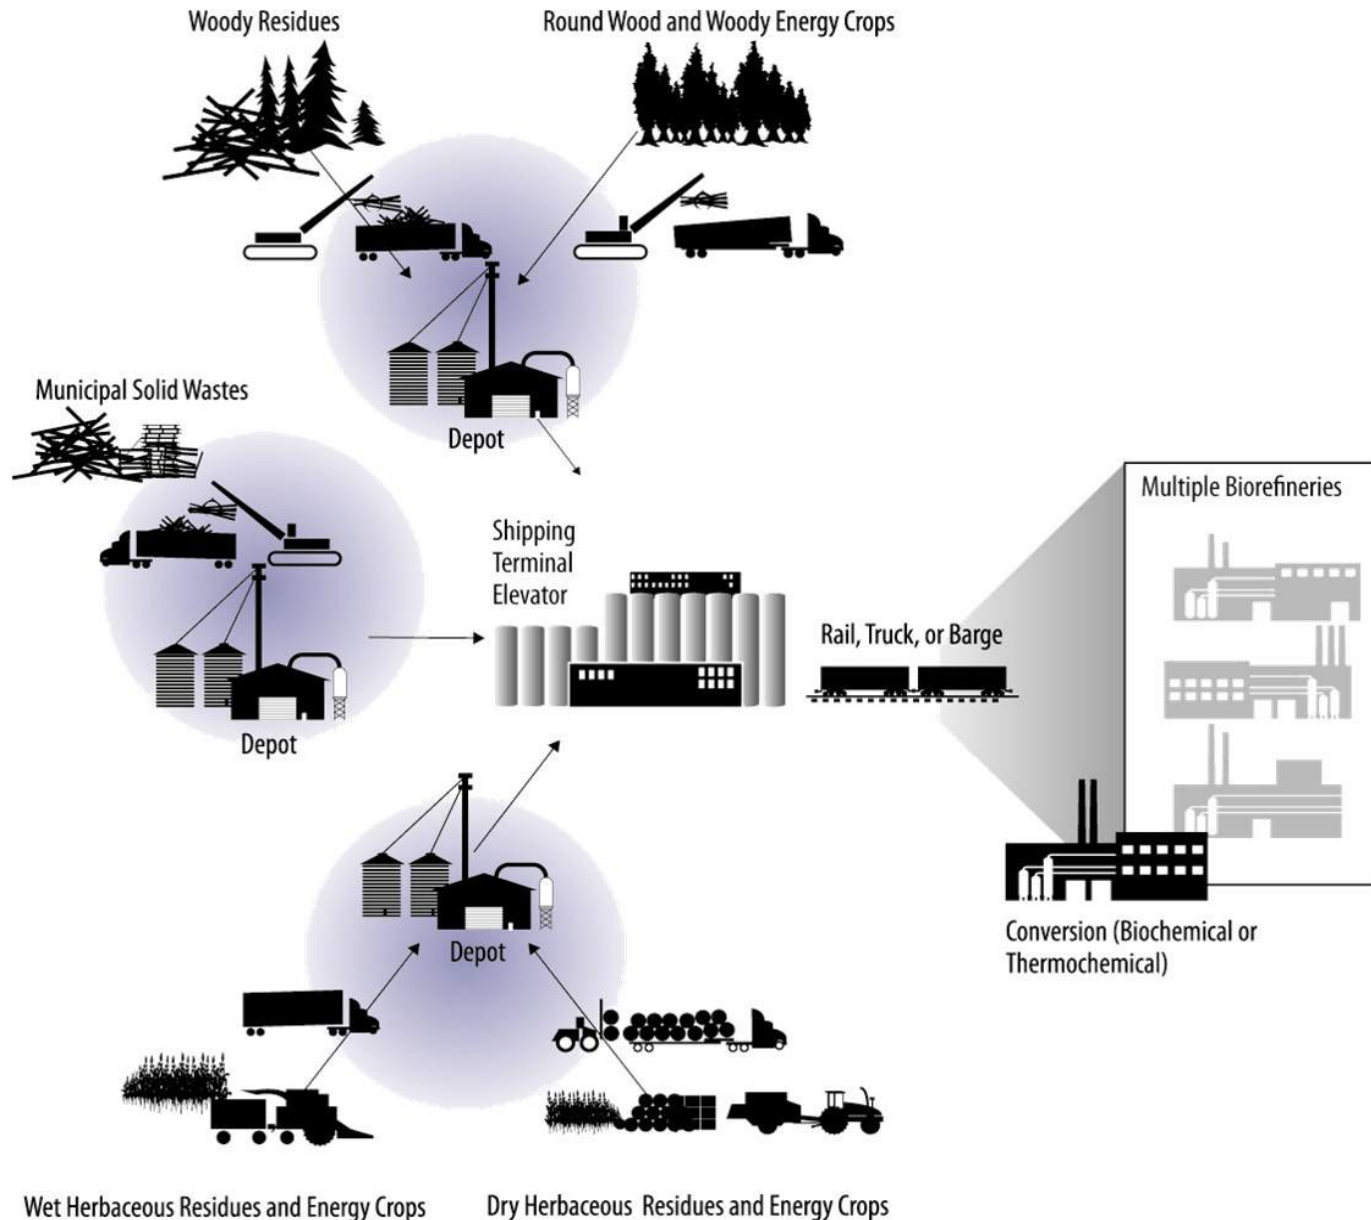 Woody Residues
Round Wood and Woody Energy Crops
Depot
Municipal Solid Wastes
Depot
Shipping
Terminal
Elevator
Rail, Truck, or Barge
Multiple Biorefineries
Conversion (Biochemical or
Thermochemical)
Depot
Wet Herbaceous Residues and Energy Crops
Dry Herbaceous Residues and Energy Crops